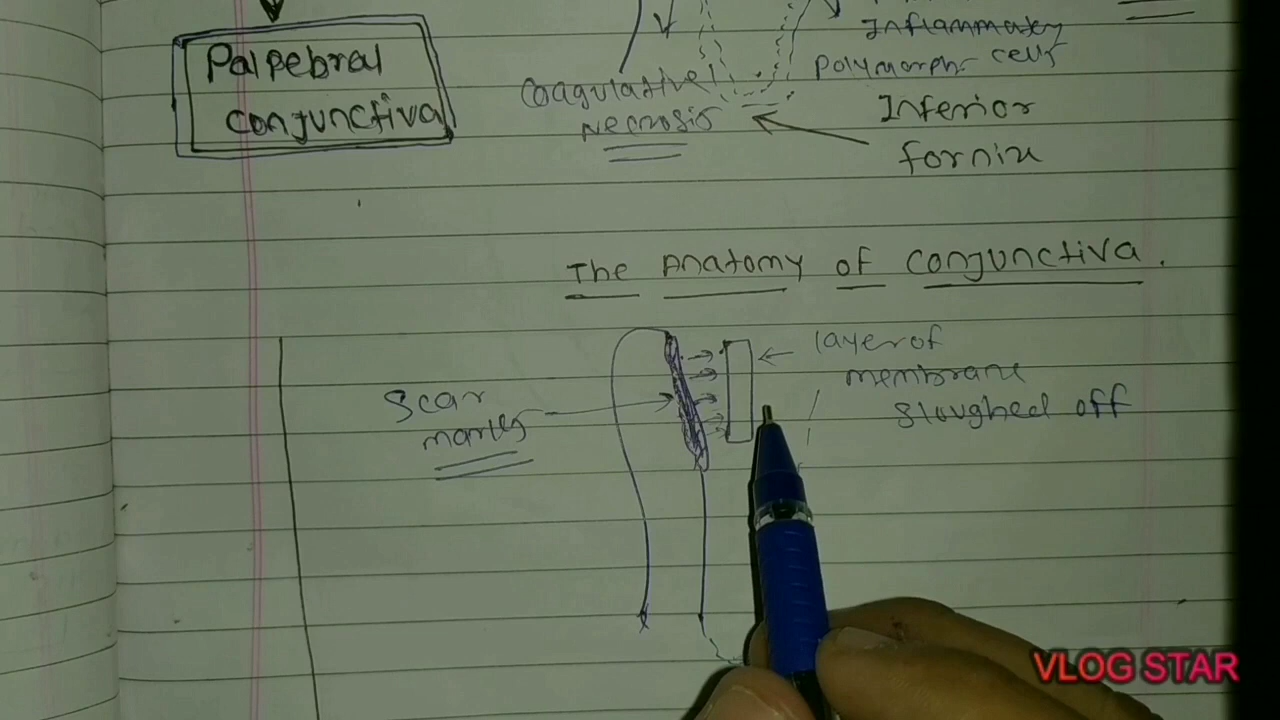 Palpebral
conjunctiva
Coagulative
Necrosis
Inflammatory
polymorph. cells
Inferior
fornix
The Anatomy of Conjunctiva.
Scar
marks
layer of
membrane
sloughed off
VLOG STAR